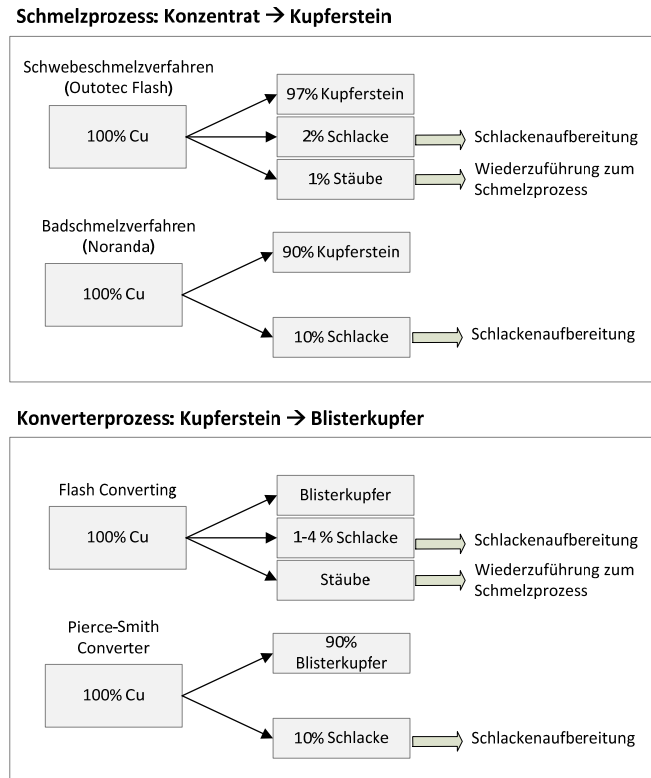 Schmelzprozess: Konzentrat → Kupferstein
Schwebeschmelzverfahren
(Outotec Flash)
100% Cu
97% Kupferstein
2% Schlacke
Schlackenaufbereitung
1% Stäube
Wiederzuführung zum
Schmelzprozess
Badschmelzverfahren
(Noranda)
100% Cu
90% Kupferstein
10% Schlacke
Schlackenaufbereitung
Konverterprozess: Kupferstein → Blisterkupfer
Flash Converting
100% Cu
Blisterkupfer
1-4 % Schlacke
Schlackenaufbereitung
Stäube
Wiederzuführung zum
Schmelzprozess
Pierce-Smith
Converter
100% Cu
90%
Blisterkupfer
10% Schlacke
Schlackenaufbereitung